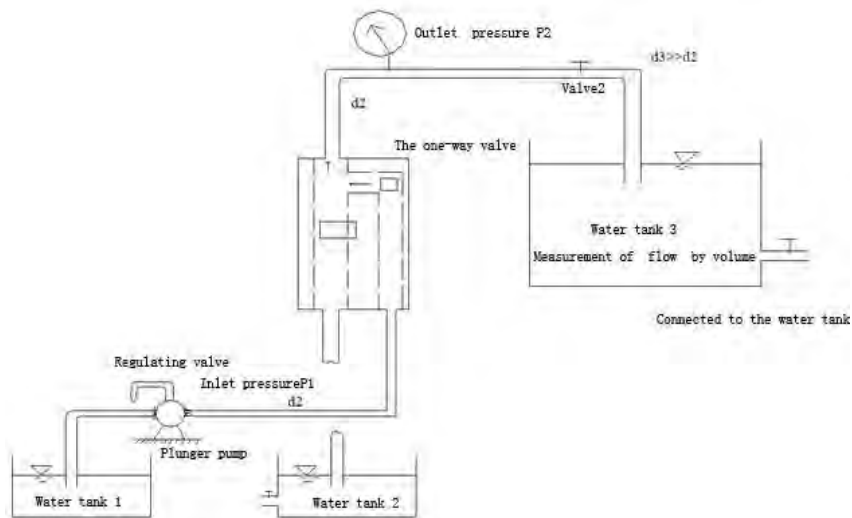 Outlet pressure P2
d3>>d2
Valve2
d2
The one-way valve
Water tank 3
Measurement of flow by volume
Connected to the water tank
Regulating valve
Inlet pressureP1
d2
Plunger pump
Water tank 1
Water tank 2